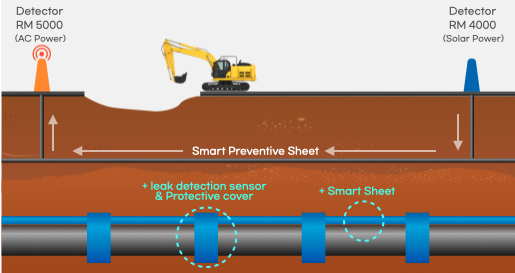 Detector
RM 5000
(AC Power)
Detector
RM 4000
(Solar Power)
Smart Preventive Sheet
+ leak detection sensor
& Protective cover
+ Smart Sheet